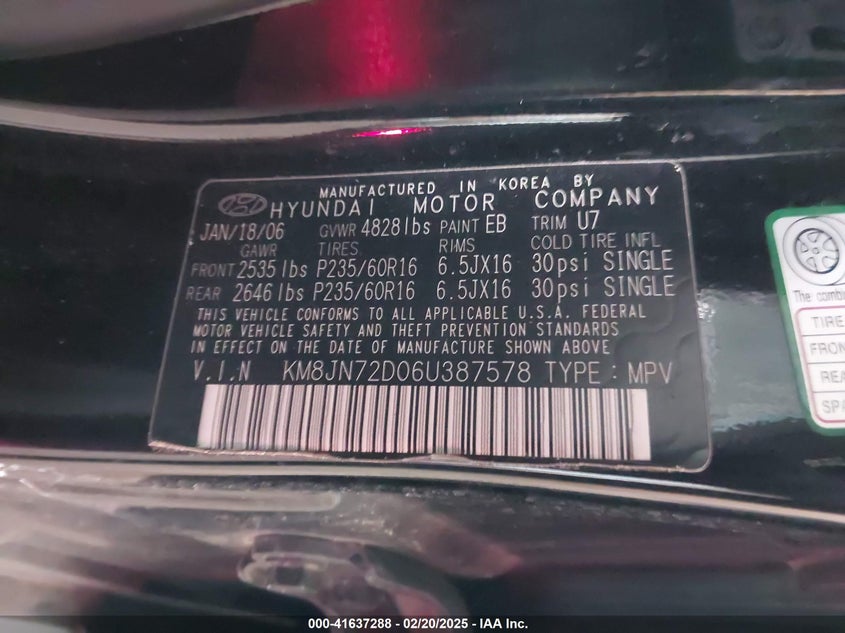 MANUFACTURED IN KOREA BY
HYUNDAI MOTOR COMPANY
JAN/18/06 GVWR 4828lbs PAINT EB TRIM U7
GAWR TIRES RIMS COLD TIRE INFL
FRONT 2535lbs P235/60R16 6.5JX16 30psi SINGLE
REAR 2646lbs P235/60R16 6.5JX16 30psi SINGLE
THIS VEHICLE CONFORMS TO ALL APPLICABLE U.S.A. FEDERAL
MOTOR VEHICLE SAFETY AND THEFT PREVENTION STANDARDS
IN EFFECT ON THE DATE OF MANUFACTURE SHOWN ABOVE
V.I.N KM8JN72D06U387578 TYPE : MPV
The
TIRE
000-41637288 - 02/20/2025 - IAA Inc.